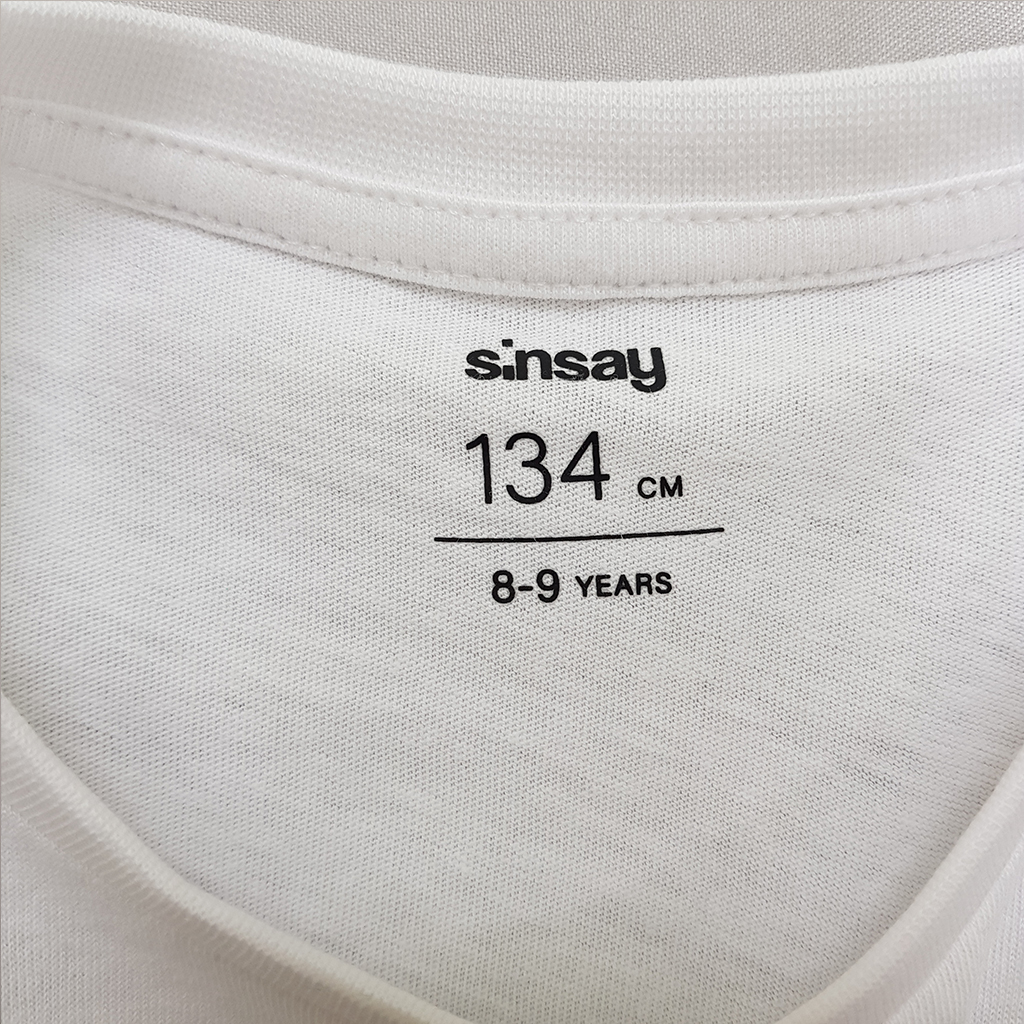 sinsay
134 CM
8-9 YEARS